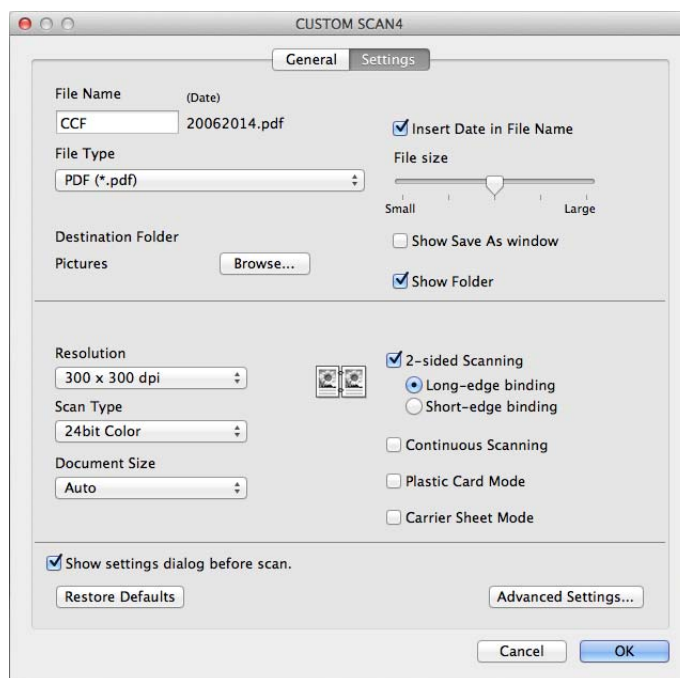 CUSTOM SCAN4
General Settings
File Name (Date)
CCF 20062014.pdf
Insert Date in File Name
File Type
File size
PDF (*.pdf)
Small Large
Destination Folder
Show Save As window
Pictures Browse...
Show Folder
Resolution
2-sided Scanning
300 x 300 dpi
Long-edge binding
Scan Type
Short-edge binding
24bit Color
Continuous Scanning
Document Size
Auto
Plastic Card Mode
Carrier Sheet Mode
Show settings dialog before scan.
Restore Defaults Advanced Settings...
Cancel OK